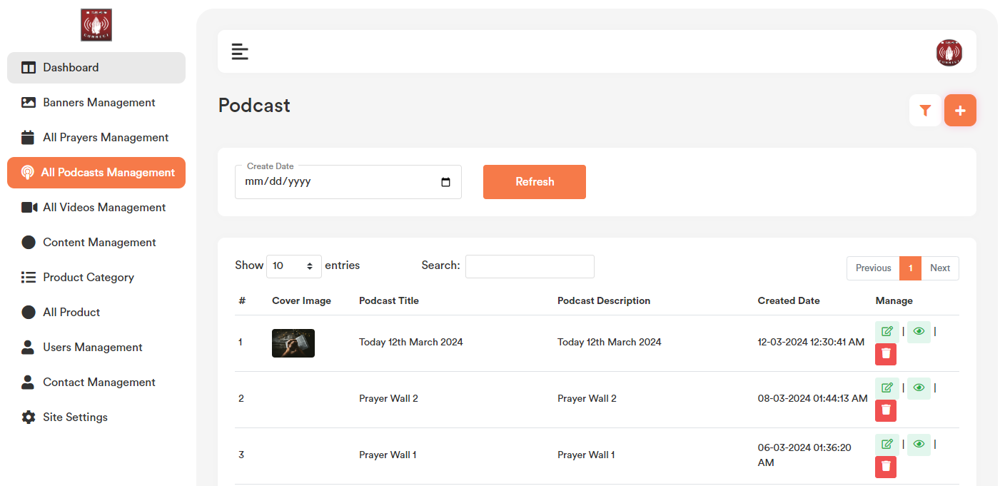 CONNECT
Dashboard
Banners Management
All Prayers Management
All Podcasts Management
All Videos Management
Content Management
Product Category
All Product
Users Management
Contact Management
Site Settings
CONNECT
Podcast
Create Date
mm/dd/yyyy
Refresh
Show 10 entries Search: Previous 1 Next
# Cover Image Podcast Title Podcast Description Created Date Manage
1 Today 12th March 2024 Today 12th March 2024 12-03-2024 12:30:41 AM | |
2 Prayer Wall 2 Prayer Wall 2 08-03-2024 01:44:13 AM | |
3 Prayer Wall 1 Prayer Wall 1 06-03-2024 01:36:20 | |
AM